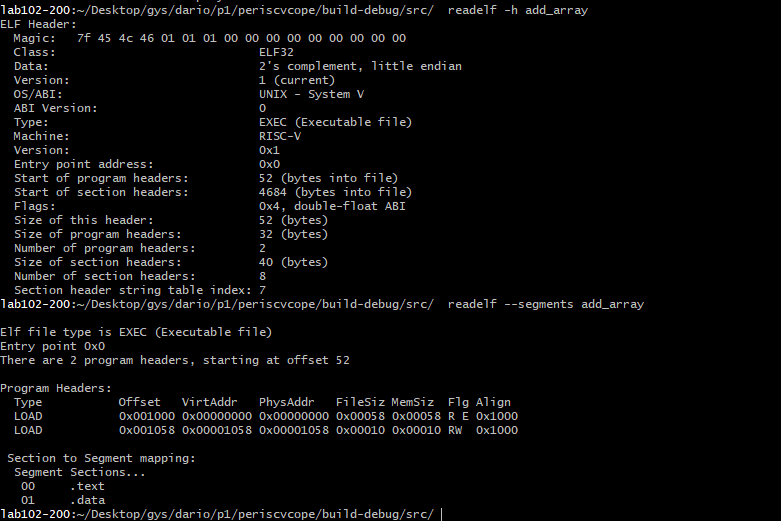 lab102-200:~/Desktop/gys/dario/p1/periscvcope/build-debug/src/ readelf -h add_array
ELF Header:
  Magic:   7f 45 4c 46 01 01 01 00 00 00 00 00 00 00 00 00
  Class:                             ELF32
  Data:                              2's complement, little endian
  Version:                           1 (current)
  OS/ABI:                            UNIX - System V
  ABI Version:                       0
  Type:                              EXEC (Executable file)
  Machine:                           RISC-V
  Version:                           0x1
  Entry point address:               0x0
  Start of program headers:          52 (bytes into file)
  Start of section headers:          4684 (bytes into file)
  Flags:                             0x4, double-float ABI
  Size of this header:               52 (bytes)
  Size of program headers:           32 (bytes)
  Number of program headers:         2
  Size of section headers:           40 (bytes)
  Number of section headers:         8
  Section header string table index: 7
lab102-200:~/Desktop/gys/dario/p1/periscvcope/build-debug/src/ readelf --segments add_array

Elf file type is EXEC (Executable file)
Entry point 0x0
There are 2 program headers, starting at offset 52

Program Headers:
  Type           Offset   VirtAddr   PhysAddr   FileSiz MemSiz  Flg Align
  LOAD           0x001000 0x00000000 0x00000000 0x00058 0x00058 R E 0x1000
  LOAD           0x001058 0x00001058 0x00001058 0x00010 0x00010 RW  0x1000

 Section to Segment mapping:
  Segment Sections...
   00     .text
   01     .data
lab102-200:~/Desktop/gys/dario/p1/periscvcope/build-debug/src/